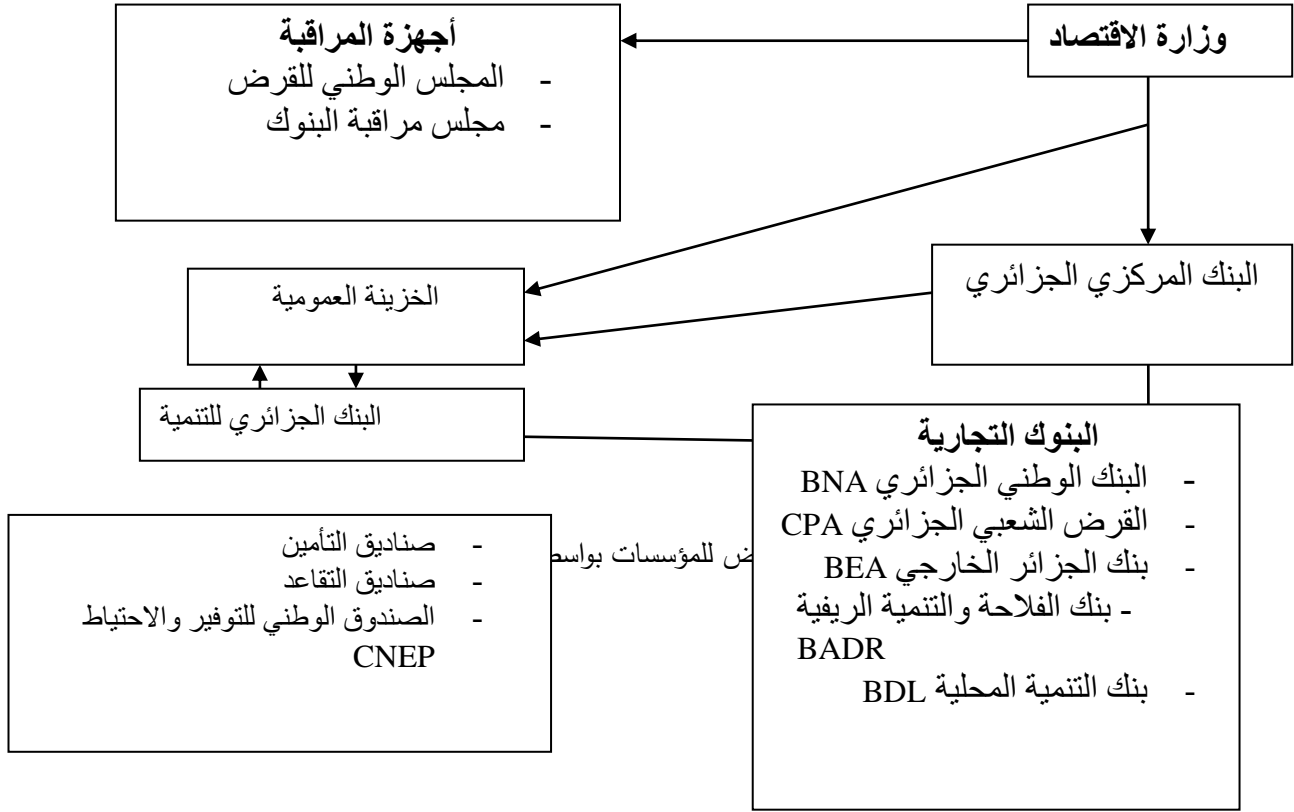 وزارة الاقتصاد
أجهزة المراقبة
- المجلس الوطني للقرض
- مجلس مراقبة البنوك
البنك المركزي الجزائري
الخزينة العمومية
البنك الجزائري للتنمية
البنوك التجارية
- البنك الوطني الجزائري BNA
- القرض الشعبي الجزائري CPA
- بنك الجزائر الخارجي BEA
- بنك الفلاحة والتنمية الريفية
BADR
- بنك التنمية المحلية BDL
للمؤسسات
- صناديق التأمين
- صناديق التقاعد
- الصندوق الوطني للتوفير والاحتياط
CNEP